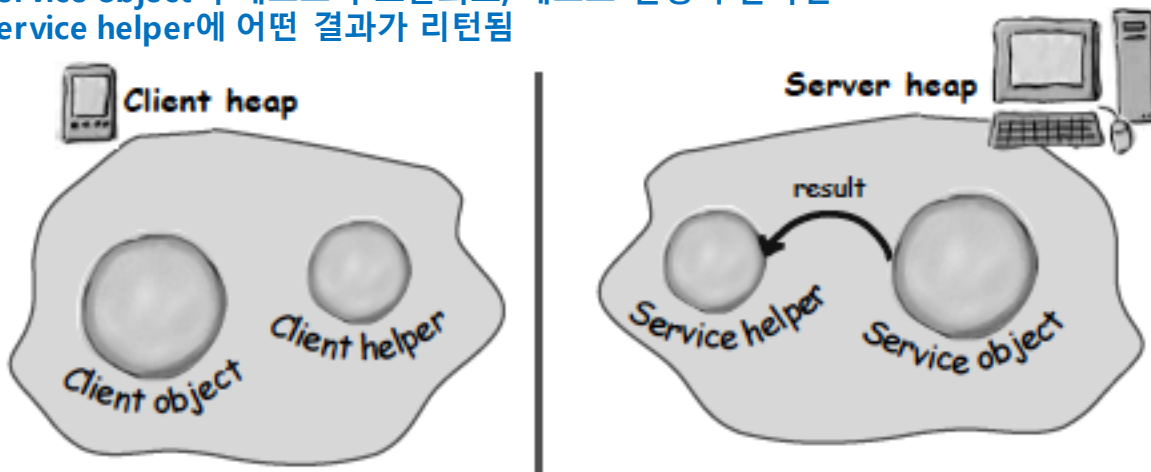 ervice helper에 어떤 결과가 리턴됨
Client heap
Server heap
result
Client helper
Client object
Service helper
Service object